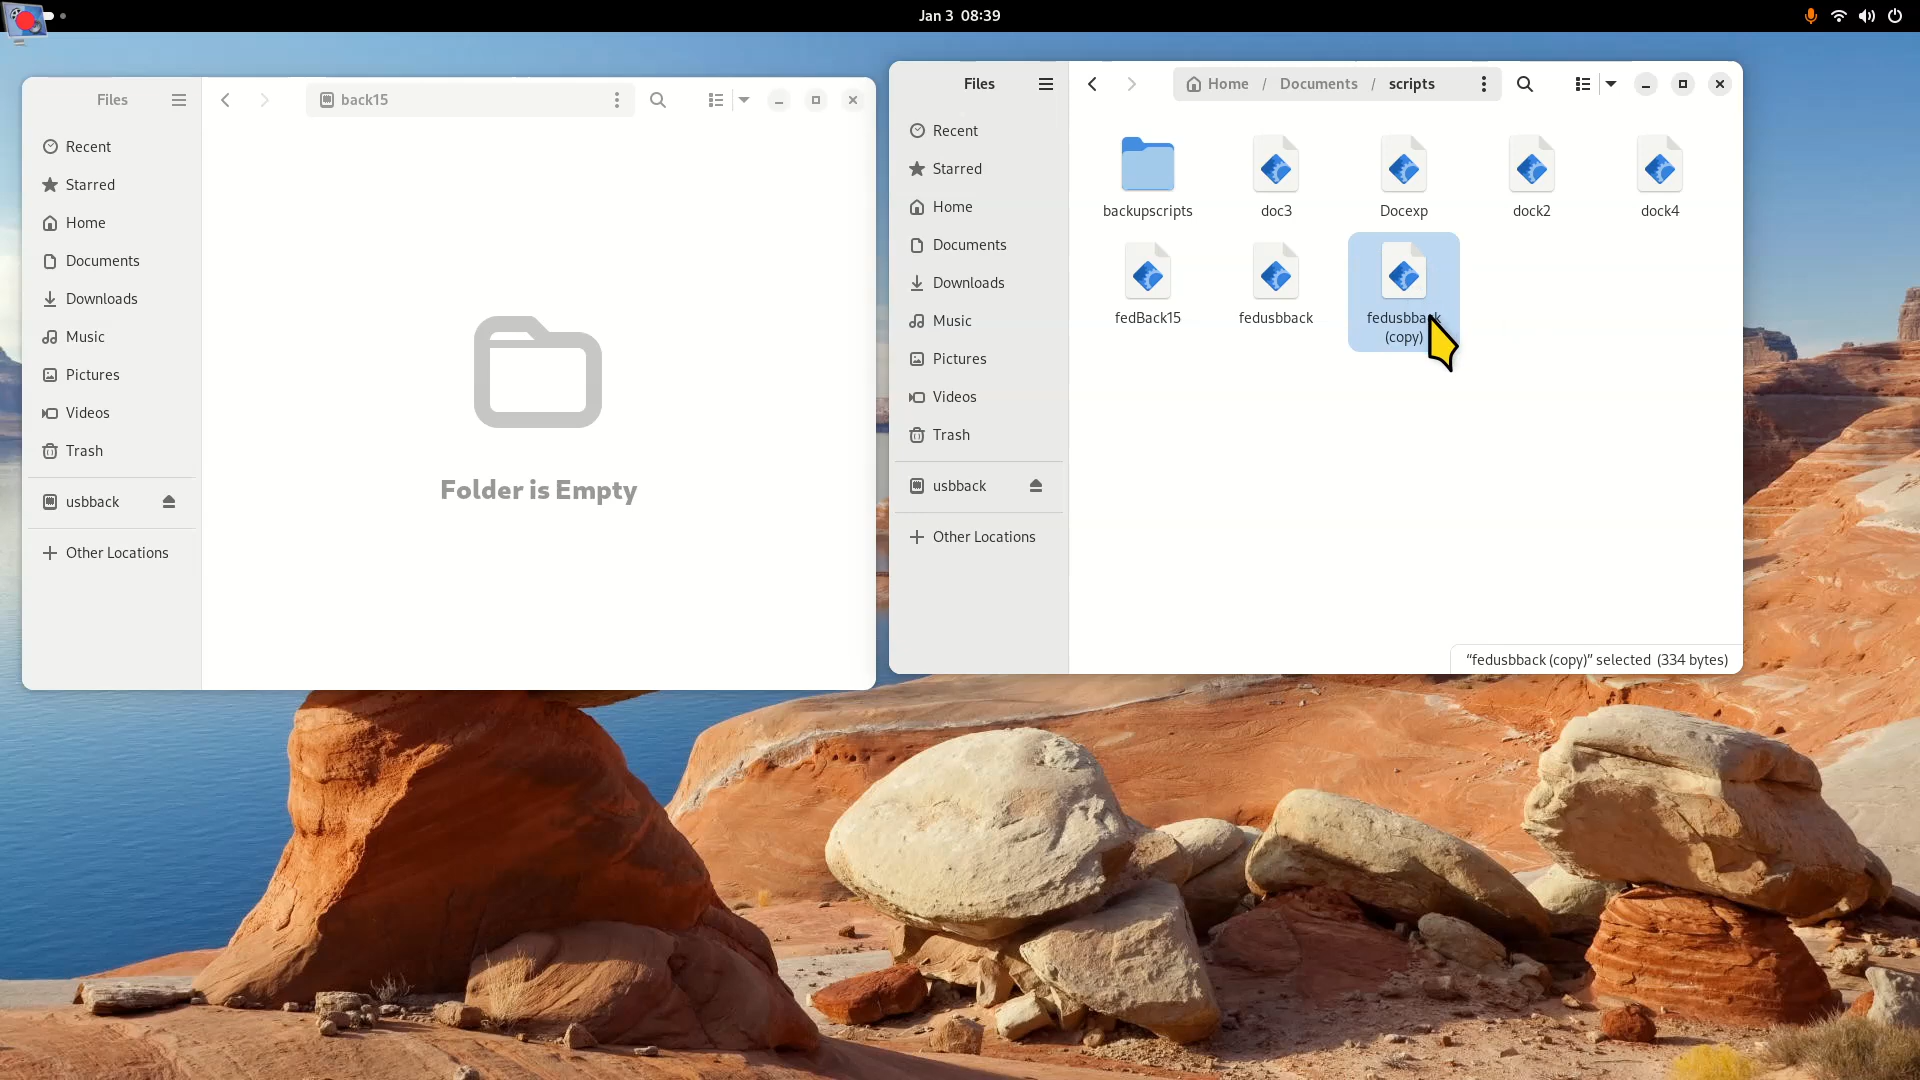 Jan 3 08:39
Files
back15
Recent
Starred
Home
Documents
Downloads
Music
Pictures
Videos
Trash
usbback
Other Locations
Folder is Empty
Files
Home / Documents / scripts
Recent
Starred
Home
Documents
Downloads
Music
Pictures
Videos
Trash
usbback
Other Locations
backupscripts
doc3
Docexp
dock2
dock4
fedBack15
fedusbback
fedusbback
(copy)
“fedusbback (copy)” selected (334 bytes)